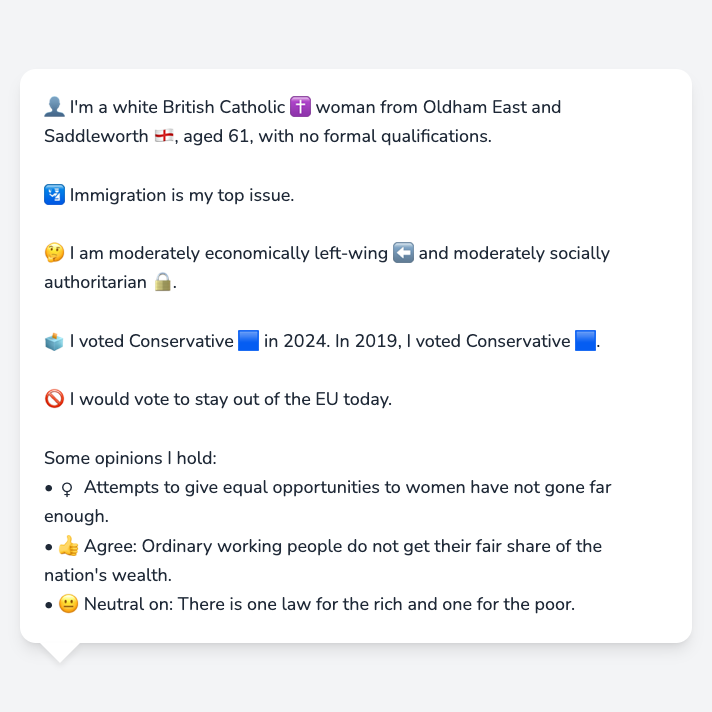 👤 I'm a white British Catholic ✝️ woman from Oldham East and
Saddleworth 🏴󠁧󠁢󠁥󠁮󠁧󠁿, aged 61, with no formal qualifications.
🛂 Immigration is my top issue.
🤔 I am moderately economically left-wing ⬅️ and moderately socially
authoritarian 🔒.
🗳️ I voted Conservative 🟦 in 2024. In 2019, I voted Conservative 🟦.
🚫 I would vote to stay out of the EU today.
Some opinions I hold:
• ♀ Attempts to give equal opportunities to women have not gone far
enough.
• 👍 Agree: Ordinary working people do not get their fair share of the
nation's wealth.
• 😐 Neutral on: There is one law for the rich and one for the poor.